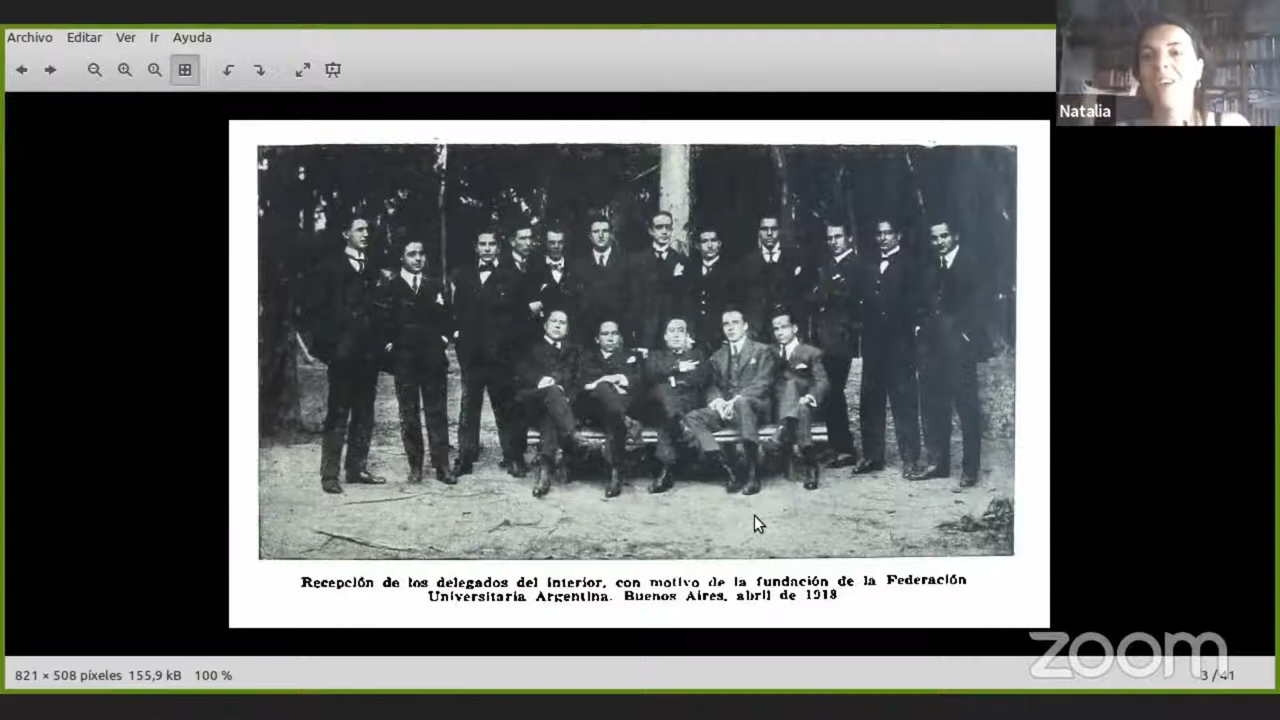 Archivo Editar Ver Ir Ayuda
Natalia
Recepción de los delegados del interior, con motivo de la fundación de la Federación
Universitaria Argentina. Buenos Aires, abril de 1918
zoom
821 × 508 píxeles 155,9 kB 100 %
3 / 41